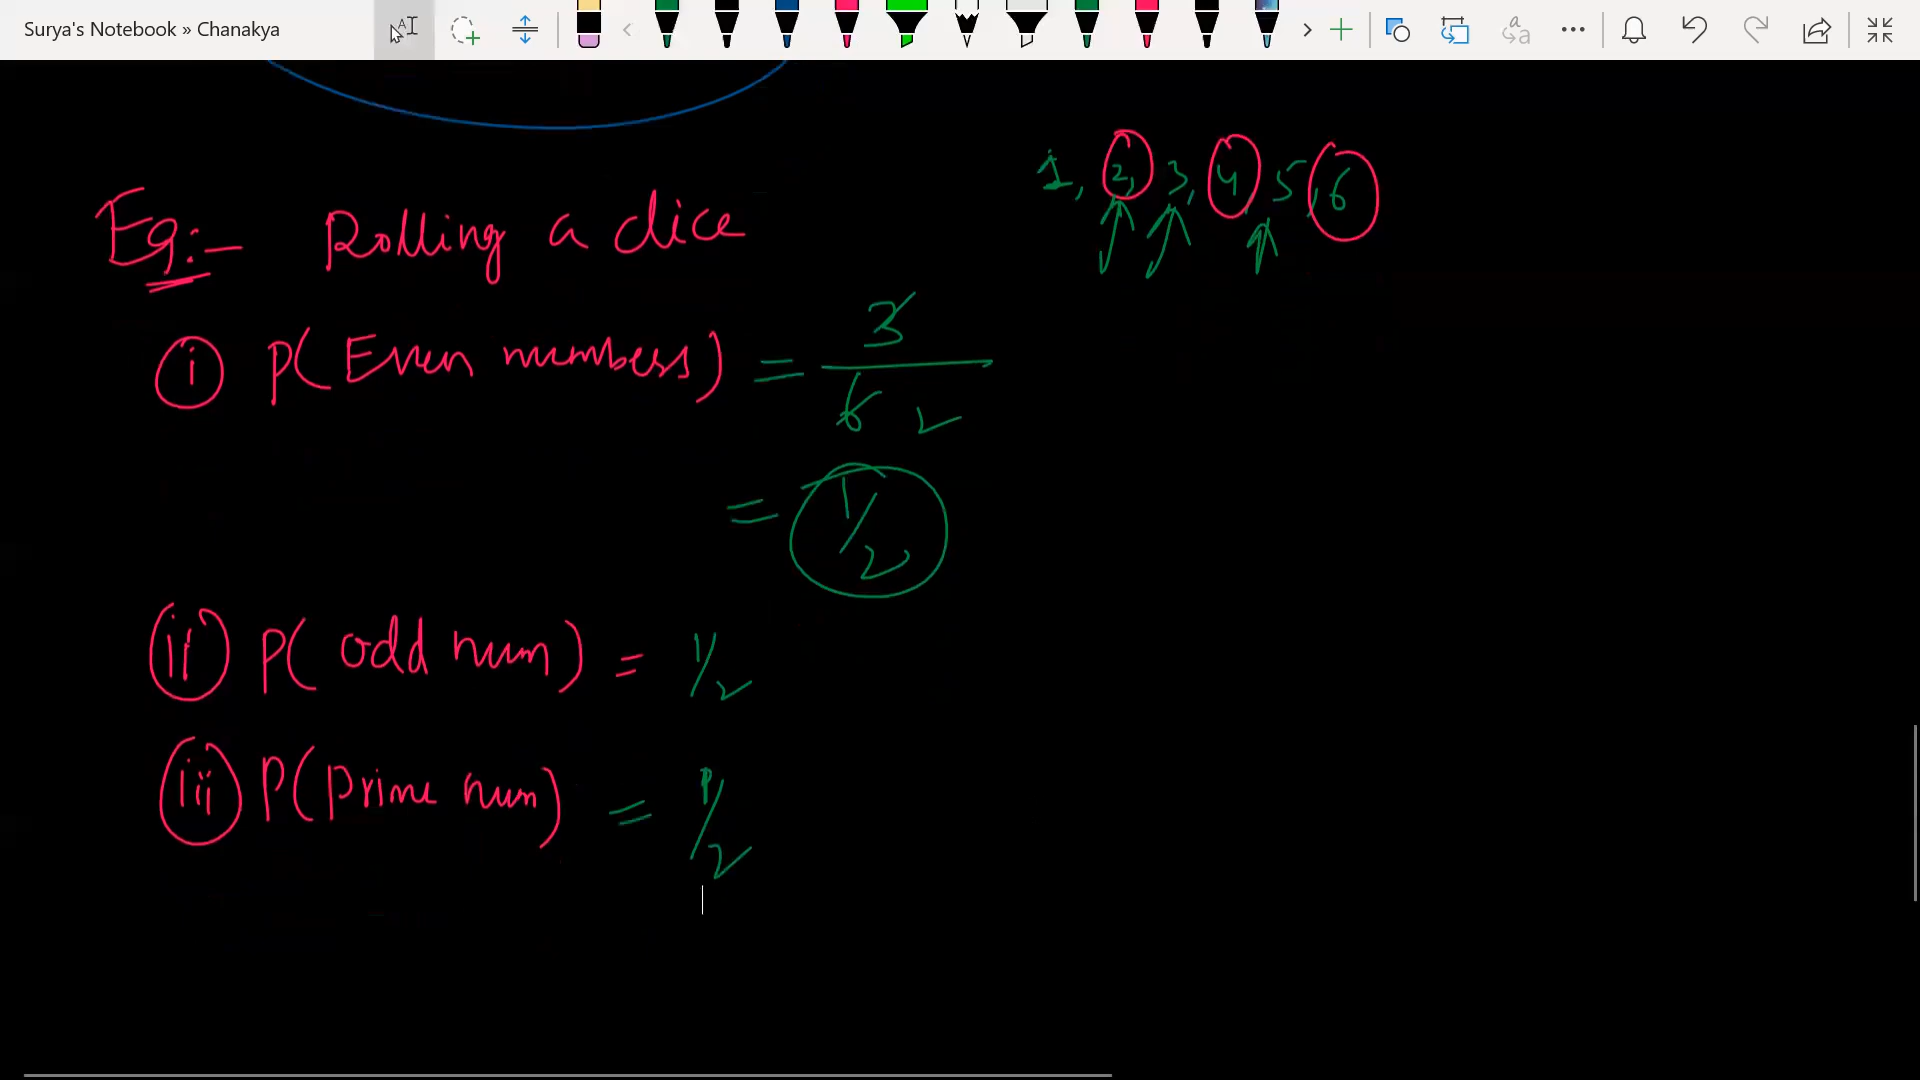 Surya's Notebook » Chanakya
1, 2, 3, 4, 5, 6
Eg:- Rolling a dice
(i) P(Even numbers) = 3/6
= 1/2
(ii) P(odd num) = 1/2
(iii) P(prime num) = 1/2